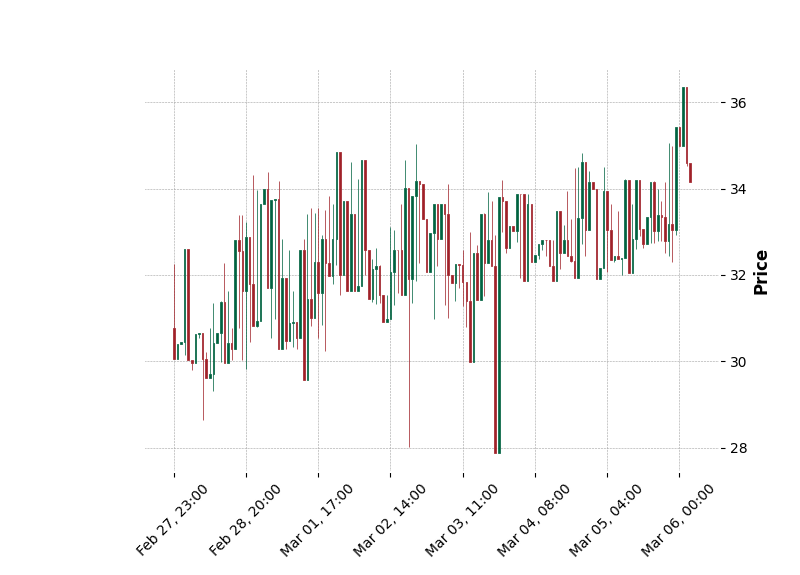 36
34
32
30
28
Price
Feb 27, 23:00
Feb 28, 20:00
Mar 01, 17:00
Mar 02, 14:00
Mar 03, 11:00
Mar 04, 08:00
Mar 05, 04:00
Mar 06, 00:00